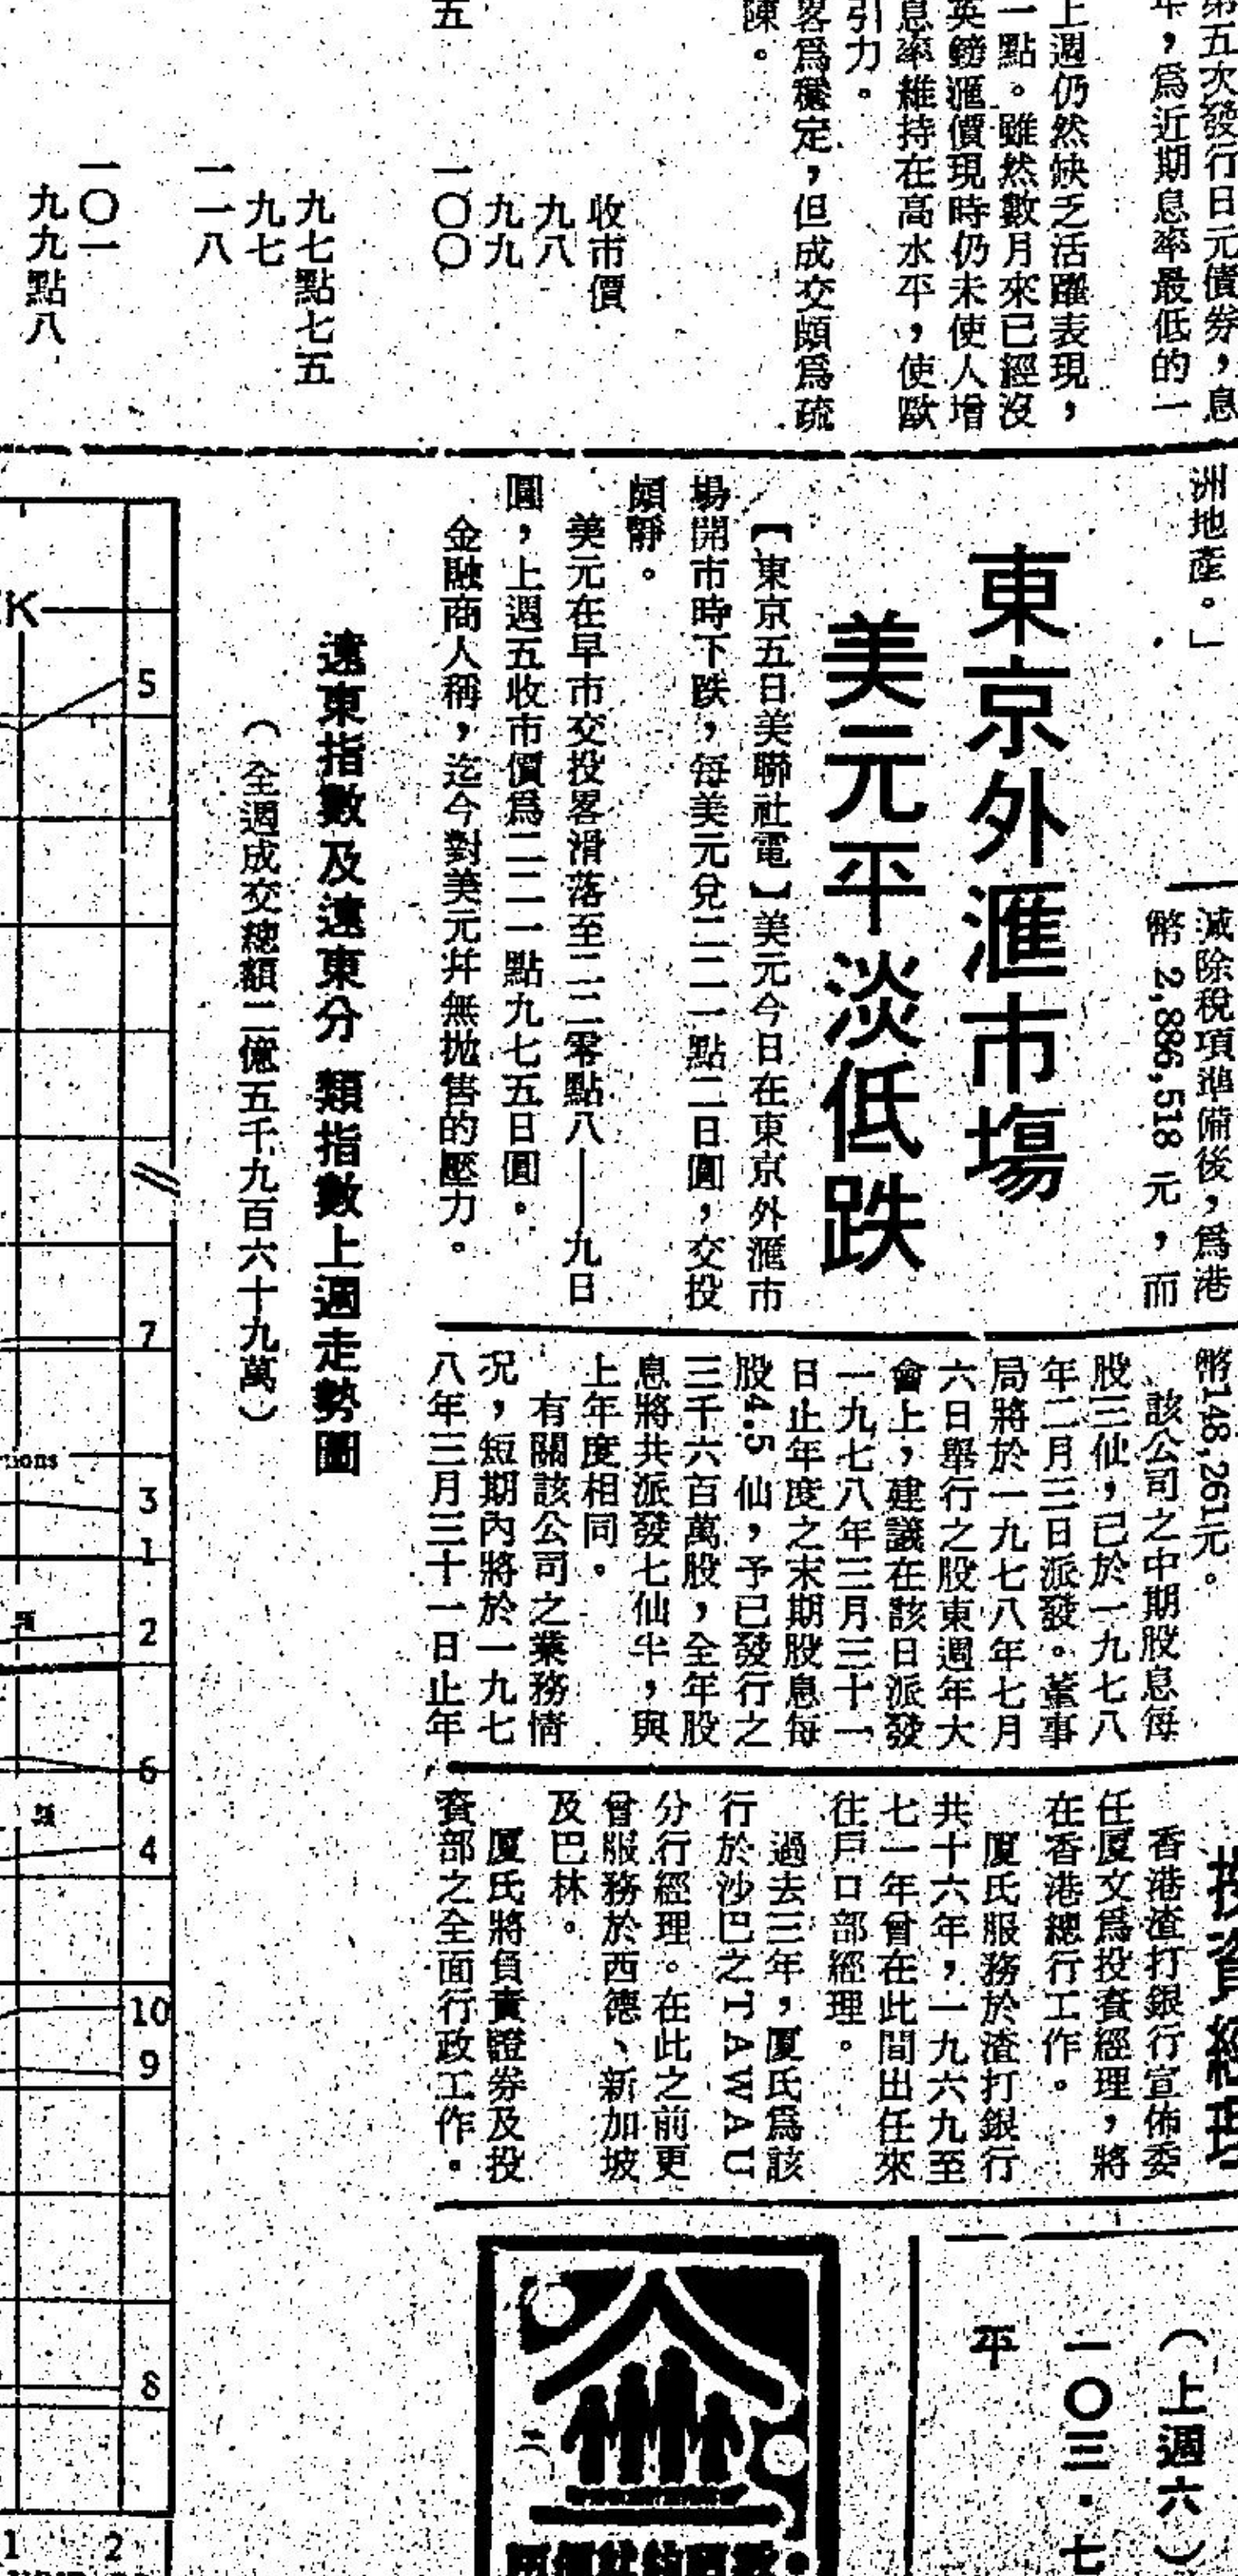 第五次發行日元債券，息
年，爲近期息率最低的一
上週仍然缺乏活躍表現，
一點。雖然數月來已經沒
英鎊滙價現時仍未使人增
息率維持在高水平，使歐
引力。
畧爲穩定，但成交頗爲疏
陳。
收市價
九八
九九
一〇〇
五
九七點七五
九七
一一八
一〇一
九九點八
洲地產。」
減除稅項準備後，爲港
幣 2,886,518 元，而
東京外滙市塲
美元平淡低跌
【東京五日美聯社電】美元今日在東京外滙市
塲開市時下跌，每美元兌二二一點二日圓，交投
頗靜。
美元在早市交投畧滑落至二二零點八——九日
圓，上週五收市價爲二二一點九七五日圓。
金融商人稱，迄今對美元幷無拋售的壓力。
遠東指數及遠東分類指數上週走勢圖
（全週成交總額二億五千九百六十九萬）
幣148,261元。
該公司之中期股息每
股三仙，已於一九七八
年二月三日派發。董事
局將於一九七八年七月
六日舉行之股東週年大
會上，建議在該日派發
一九七八年三月三十一
日止年度之末期股息每
股4.5 仙，予已發行之
三千六百萬股，全年股
息將共派發七仙半，與
上年度相同。
有關該公司之業務情
況，短期內將於一九七
八年三月三十一日止年
投資經理
香港渣打銀行宣佈委
任厦文爲投資經理，將
在香港總行工作。
厦氏服務於渣打銀行
共十六年，一九六九至
七一年曾在此間出任來
往戶口部經理。
過去三年，厦氏爲該
行於沙巴之TAWAU
分行經理。在此之前更
曾服務於西德、新加坡
及巴林。
厦氏將負責證券及投
資部之全面行政工作。
（上週六）
一〇三．七
平
K
5
7
3
1
2
6
4
10
9
8
1 2